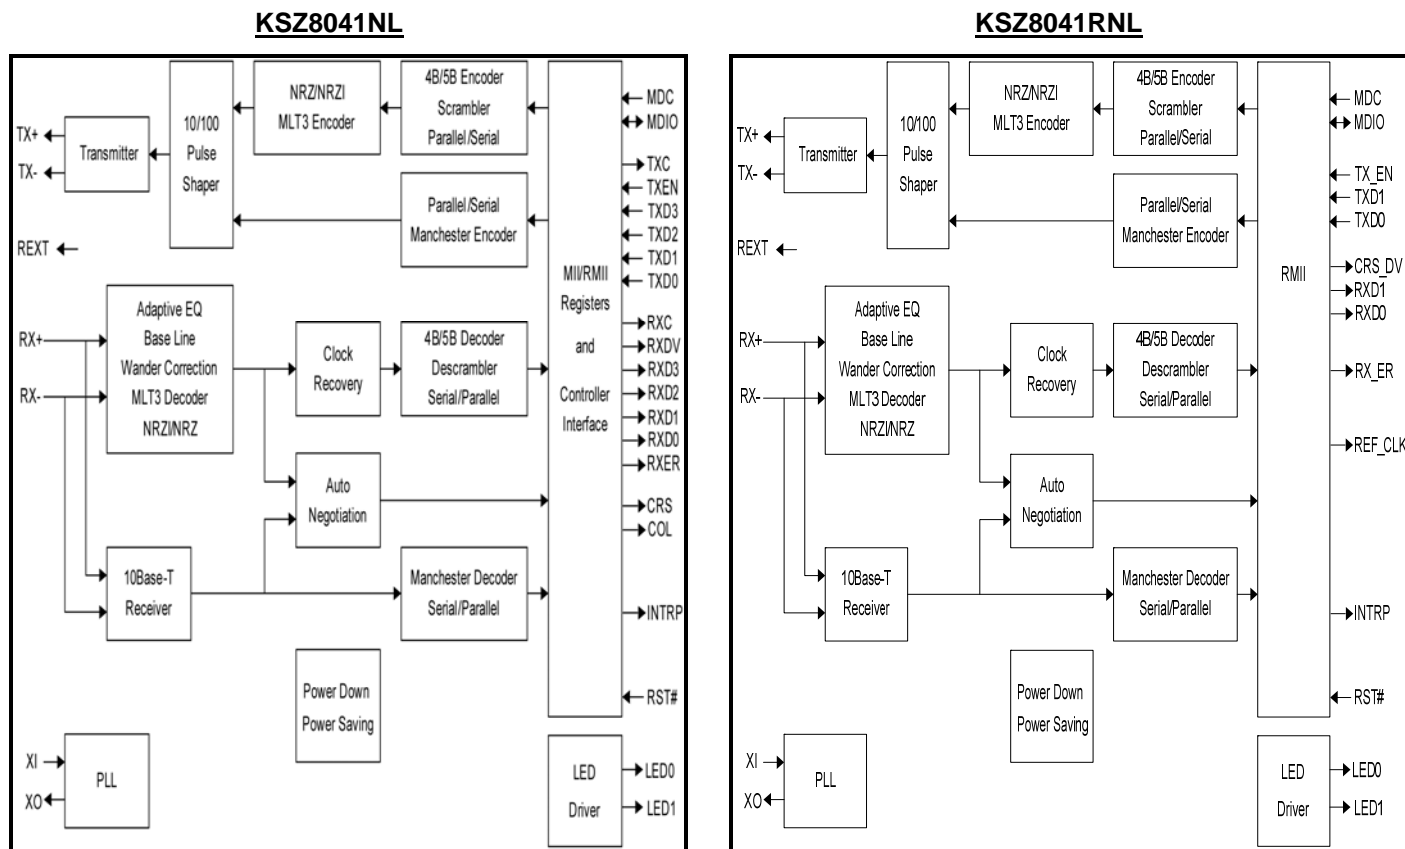 KSZ8041NL
TX+
TX-
REXT
RX+
RX-
XI
XO
Transmitter
10/100
Pulse
Shaper
NRZ/NRZI
MLT3 Encoder
4B/5B Encoder
Scrambler
Parallel/Serial
Parallel/Serial
Manchester Encoder
Adaptive EQ
Base Line
Wander Correction
MLT3 Decoder
NRZI/NRZ
Clock
Recovery
4B/5B Decoder
Descrambler
Serial/Parallel
Auto
Negotiation
10Base-T
Receiver
Manchester Decoder
Serial/Parallel
Power Down
Power Saving
PLL
MII/RMII
Registers
and
Controller
Interface
LED
Driver
MDC
MDIO
TXC
TXEN
TXD3
TXD2
TXD1
TXD0
RXC
RXDV
RXD3
RXD2
RXD1
RXD0
RXER
CRS
COL
INTRP
RST#
LED0
LED1
KSZ8041RNL
TX+
TX-
REXT
RX+
RX-
XI
XO
Transmitter
10/100
Pulse
Shaper
NRZ/NRZI
MLT3 Encoder
4B/5B Encoder
Scrambler
Parallel/Serial
Parallel/Serial
Manchester Encoder
Adaptive EQ
Base Line
Wander Correction
MLT3 Decoder
NRZI/NRZ
Clock
Recovery
4B/5B Decoder
Descrambler
Serial/Parallel
Auto
Negotiation
10Base-T
Receiver
Manchester Decoder
Serial/Parallel
Power Down
Power Saving
PLL
RMII
LED
Driver
MDC
MDIO
TX_EN
TXD1
TXD0
CRS_DV
RXD1
RXD0
RX_ER
REF_CLK
INTRP
RST#
LED0
LED1